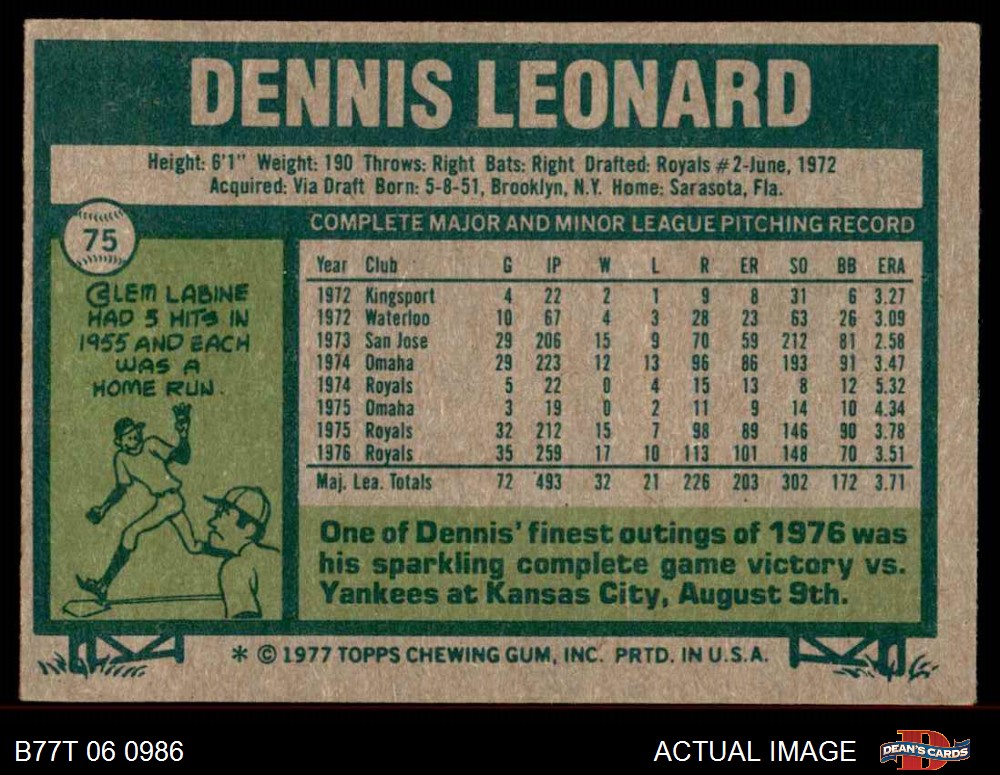 DENNIS LEONARD
Height: 6'1" Weight: 190 Throws: Right Bats: Right Drafted: Royals #2-June, 1972
Acquired: Via Draft Born: 5-8-51, Brooklyn, N.Y. Home: Sarasota, Fla.
75
CLEM LABINE
HAD 5 HITS IN
1955 AND EACH
WAS A
HOME RUN.
COMPLETE MAJOR AND MINOR LEAGUE PITCHING RECORD
Year Club G IP W L R ER SO BB ERA
1972 Kingsport 4 22 2 1 9 8 31 6 3.27
1972 Waterloo 10 67 4 3 28 23 63 26 3.09
1973 San Jose 29 206 15 9 70 59 212 81 2.58
1974 Omaha 29 223 12 13 96 86 193 91 3.47
1974 Royals 5 22 0 4 15 13 8 12 5.32
1975 Omaha 3 19 0 2 11 9 14 10 4.34
1975 Royals 32 212 15 7 98 89 146 90 3.78
1976 Royals 35 259 17 10 113 101 148 70 3.51
Maj. Lea. Totals 72 493 32 21 226 203 302 172 3.71
One of Dennis' finest outings of 1976 was
his sparkling complete game victory vs.
Yankees at Kansas City, August 9th.
* © 1977 TOPPS CHEWING GUM, INC. PRTD. IN U.S.A.
B77T 06 0986 ACTUAL IMAGE DEAN'S CARDS